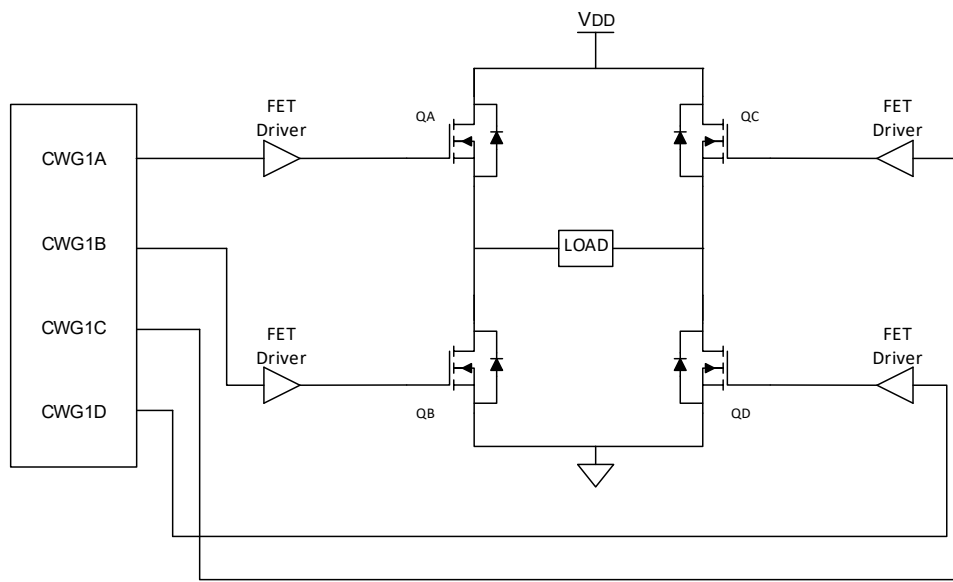 VDD
FET
Driver
QA
QC
FET
Driver
CWG1A
CWG1B
LOAD
CWG1C
FET
Driver
FET
Driver
CWG1D
QB
QD